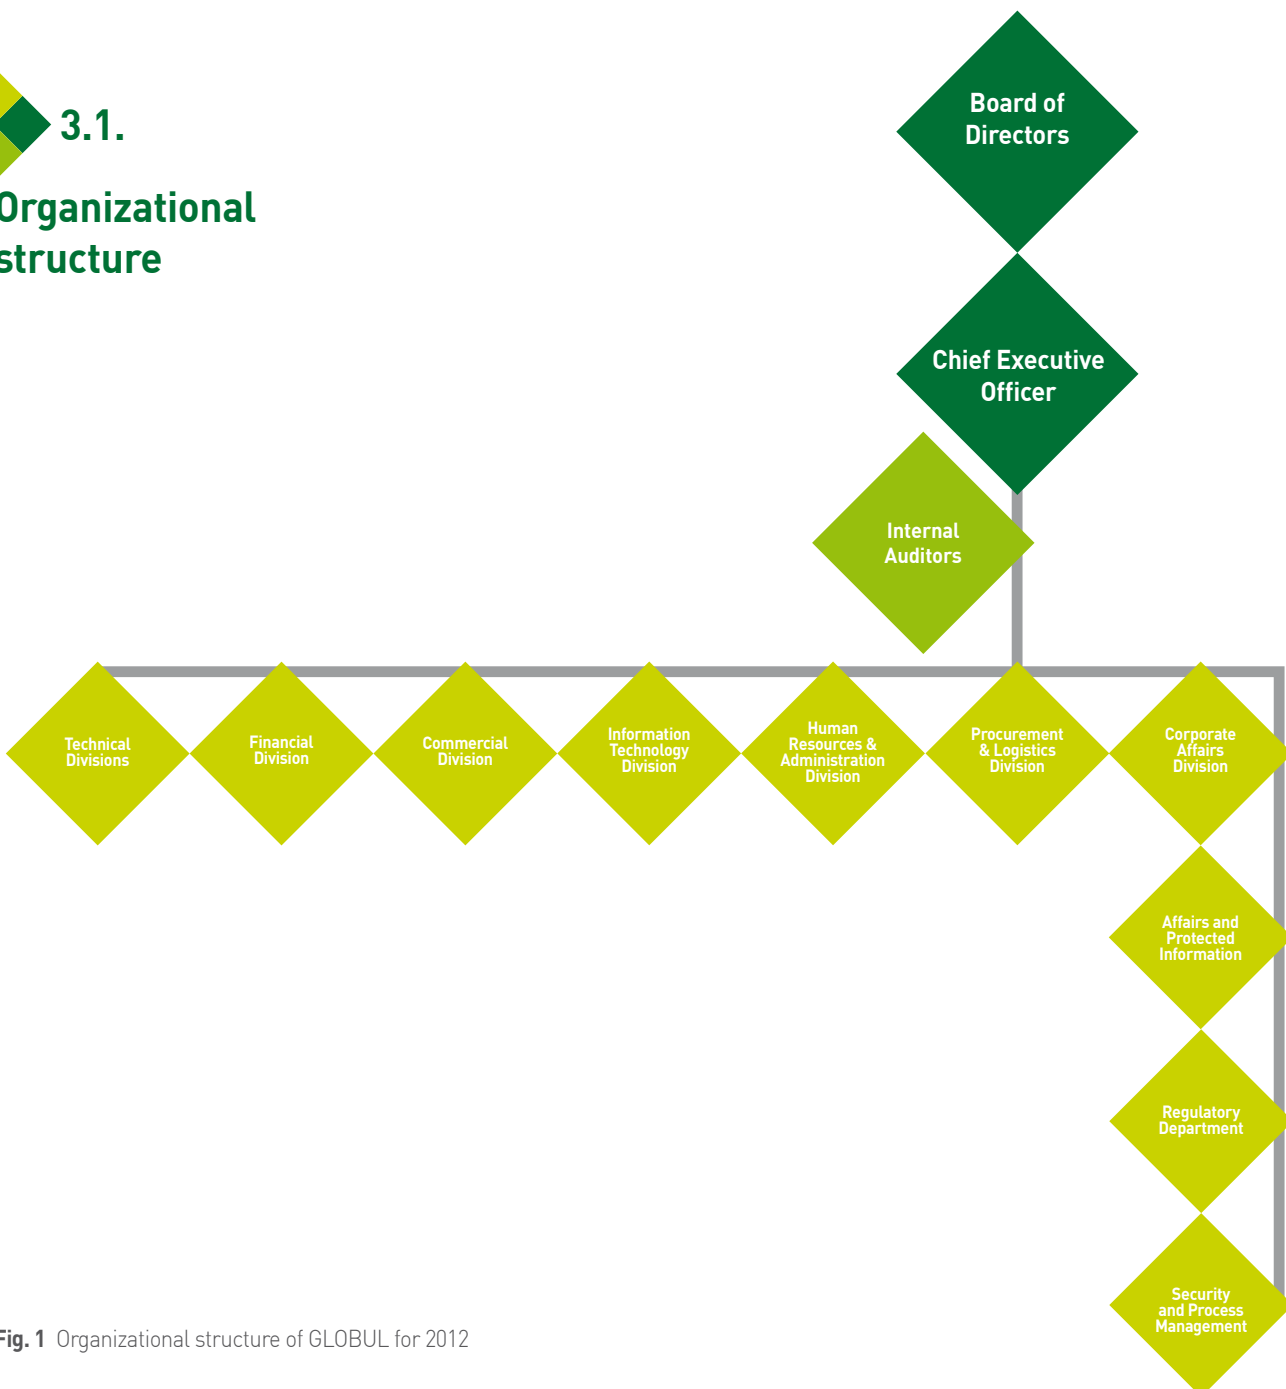 3.1.
Organizational
structure
Board of
Directors
Chief Executive
Officer
Internal
Auditors
Technical
Divisions
Financial
Division
Commercial
Division
Information
Technology
Division
Human
Resources &
Administration
Division
Procurement
& Logistics
Division
Corporate
Affairs
Division
Affairs and
Protected
Information
Regulatory
Department
Security
and Process
Management
Fig. 1 Organizational structure of GLOBUL for 2012